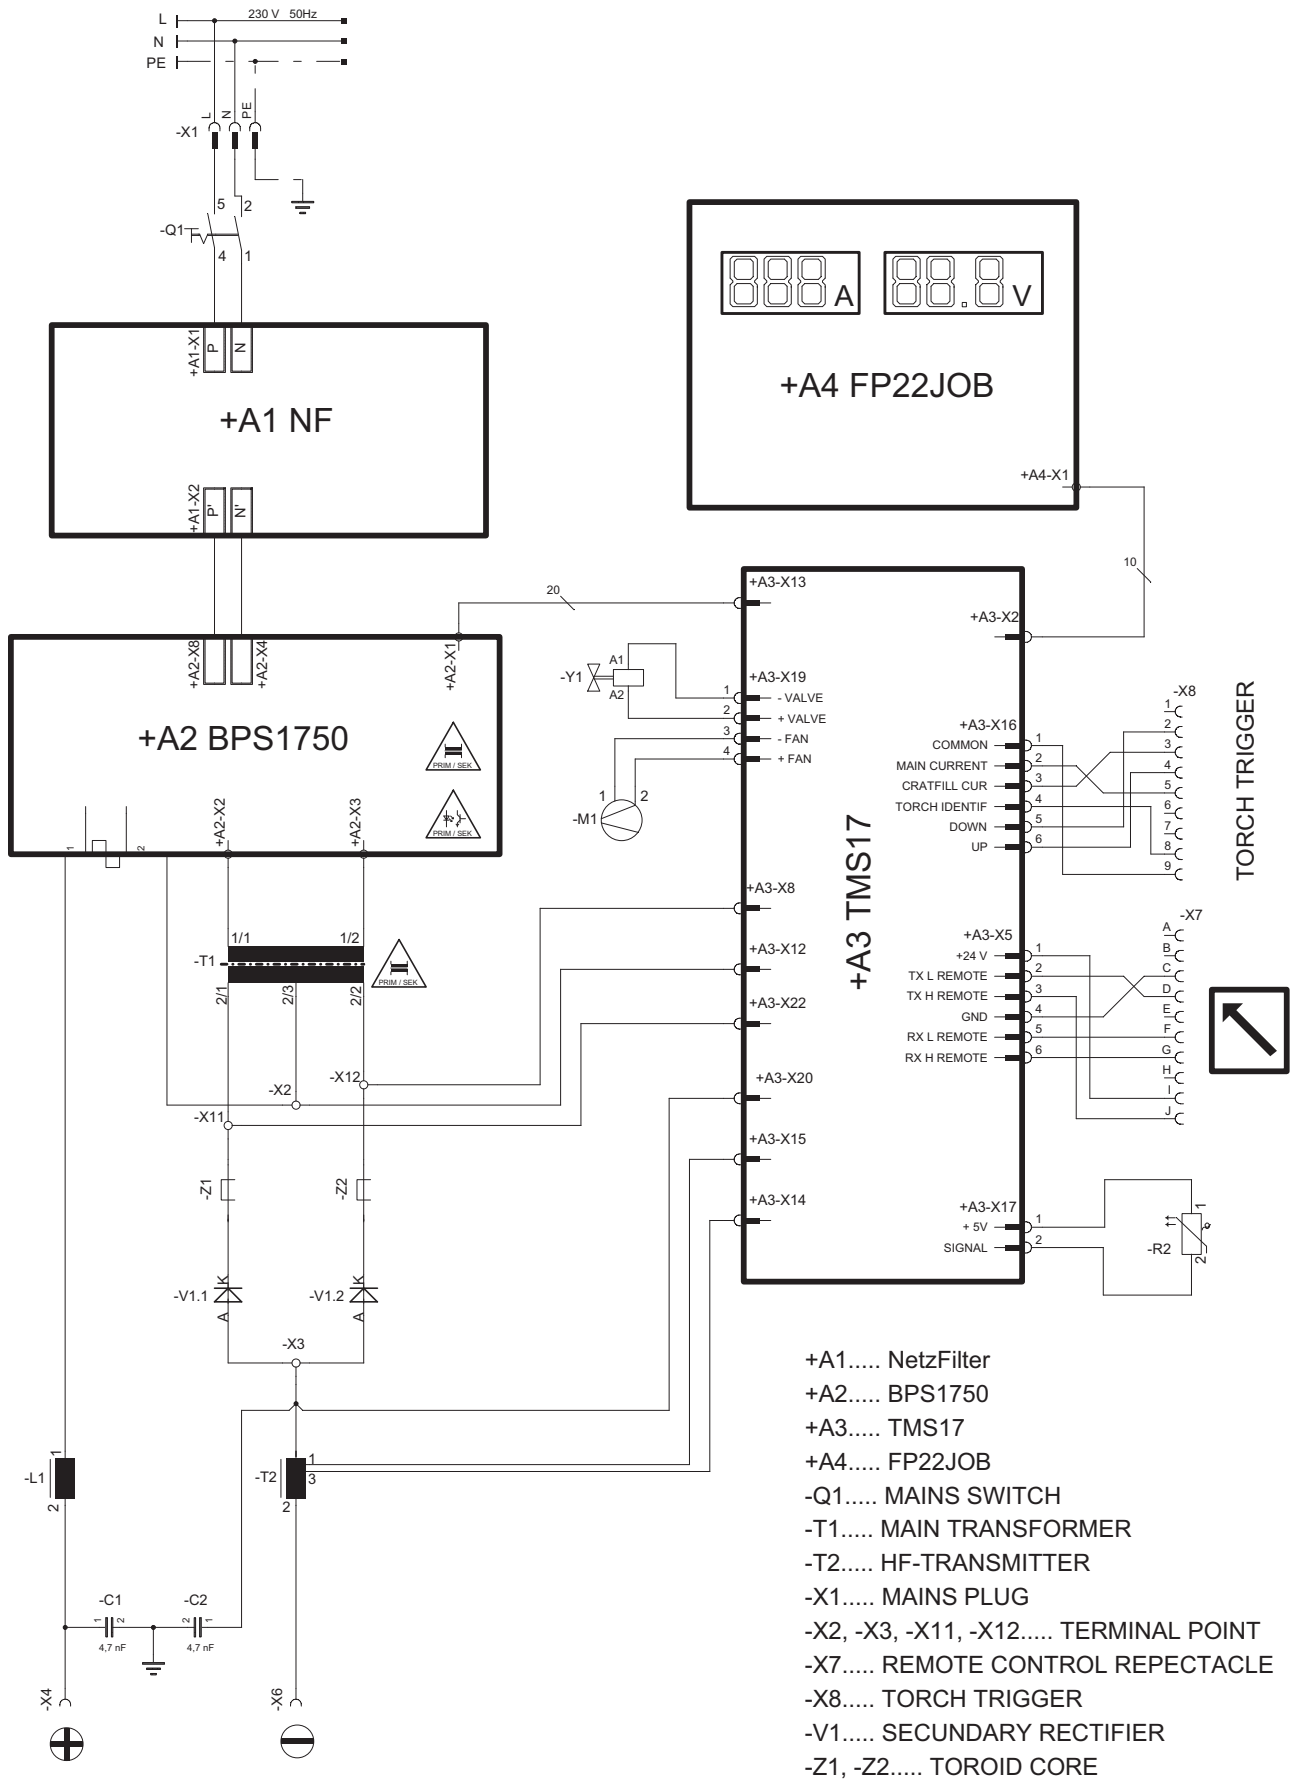 L
230 V 50Hz
N
PE
L
N
PE
-X1
5
2
-Q1
4
1
+A1-X1
P
N
+A1 NF
+A1-X2
P'
N'
A
V
+A4 FP22JOB
+A4-X1
10
20
+A2-X8
+A2-X4
+A2-X1
+A2 BPS1750
PRIM / SEK
PRIM / SEK
1
2
+A2-X2
+A2-X3
1/1
1/2
-T1
PRIM / SEK
2/1
2/3
2/2
-X12
-X2
-X11
-Z1
-Z2
K
K
-V1.1
-V1.2
A
A
-X3
1
-L1
2
-T2
1
3
2
-C1
-C2
1
2
2
1
4,7 nF
4,7 nF
-X4
-X6
-Y1
A1
A2
1
2
-M1
+A3-X13
+A3-X2
+A3-X19
1
- VALVE
2
+ VALVE
3
- FAN
4
+ FAN
+A3 TMS17
+A3-X8
+A3-X12
+A3-X22
+A3-X20
+A3-X15
+A3-X14
+A3-X16
COMMON
1
MAIN CURRENT
2
CRATFILL CUR
3
TORCH IDENTIF
4
DOWN
5
UP
6
-X8
1
2
3
4
5
6
7
8
9
TORCH TRIGGER
+A3-X5
+24 V
1
TX L REMOTE
2
TX H REMOTE
3
GND
4
RX L REMOTE
5
RX H REMOTE
6
-X7
A
B
C
D
E
F
G
H
I
J
+A3-X17
+ 5V
1
SIGNAL
2
1
-R2
2
+A1..... NetzFilter
+A2..... BPS1750
+A3..... TMS17
+A4..... FP22JOB
-Q1..... MAINS SWITCH
-T1..... MAIN TRANSFORMER
-T2..... HF-TRANSMITTER
-X1..... MAINS PLUG
-X2, -X3, -X11, -X12..... TERMINAL POINT
-X7..... REMOTE CONTROL REPECTACLE
-X8..... TORCH TRIGGER
-V1..... SECUNDARY RECTIFIER
-Z1, -Z2..... TOROID CORE